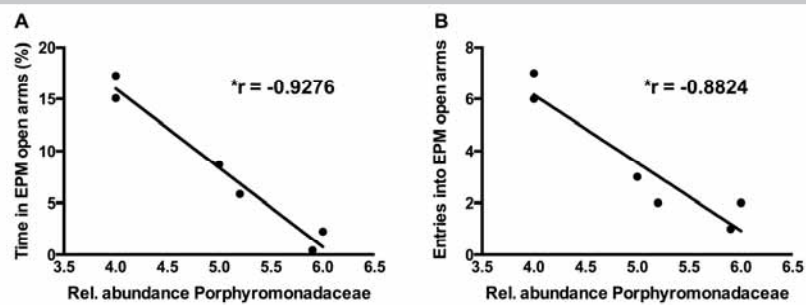 A
Time in EPM open arms (%)
20
15
10
5
0
*r = -0.9276
3.5 4.0 4.5 5.0 5.5 6.0 6.5
Rel. abundance Porphyromonadaceae
B
Entries into EPM open arms
8
6
4
2
0
*r = -0.8824
3.5 4.0 4.5 5.0 5.5 6.0 6.5
Rel. abundance Porphyromonadaceae